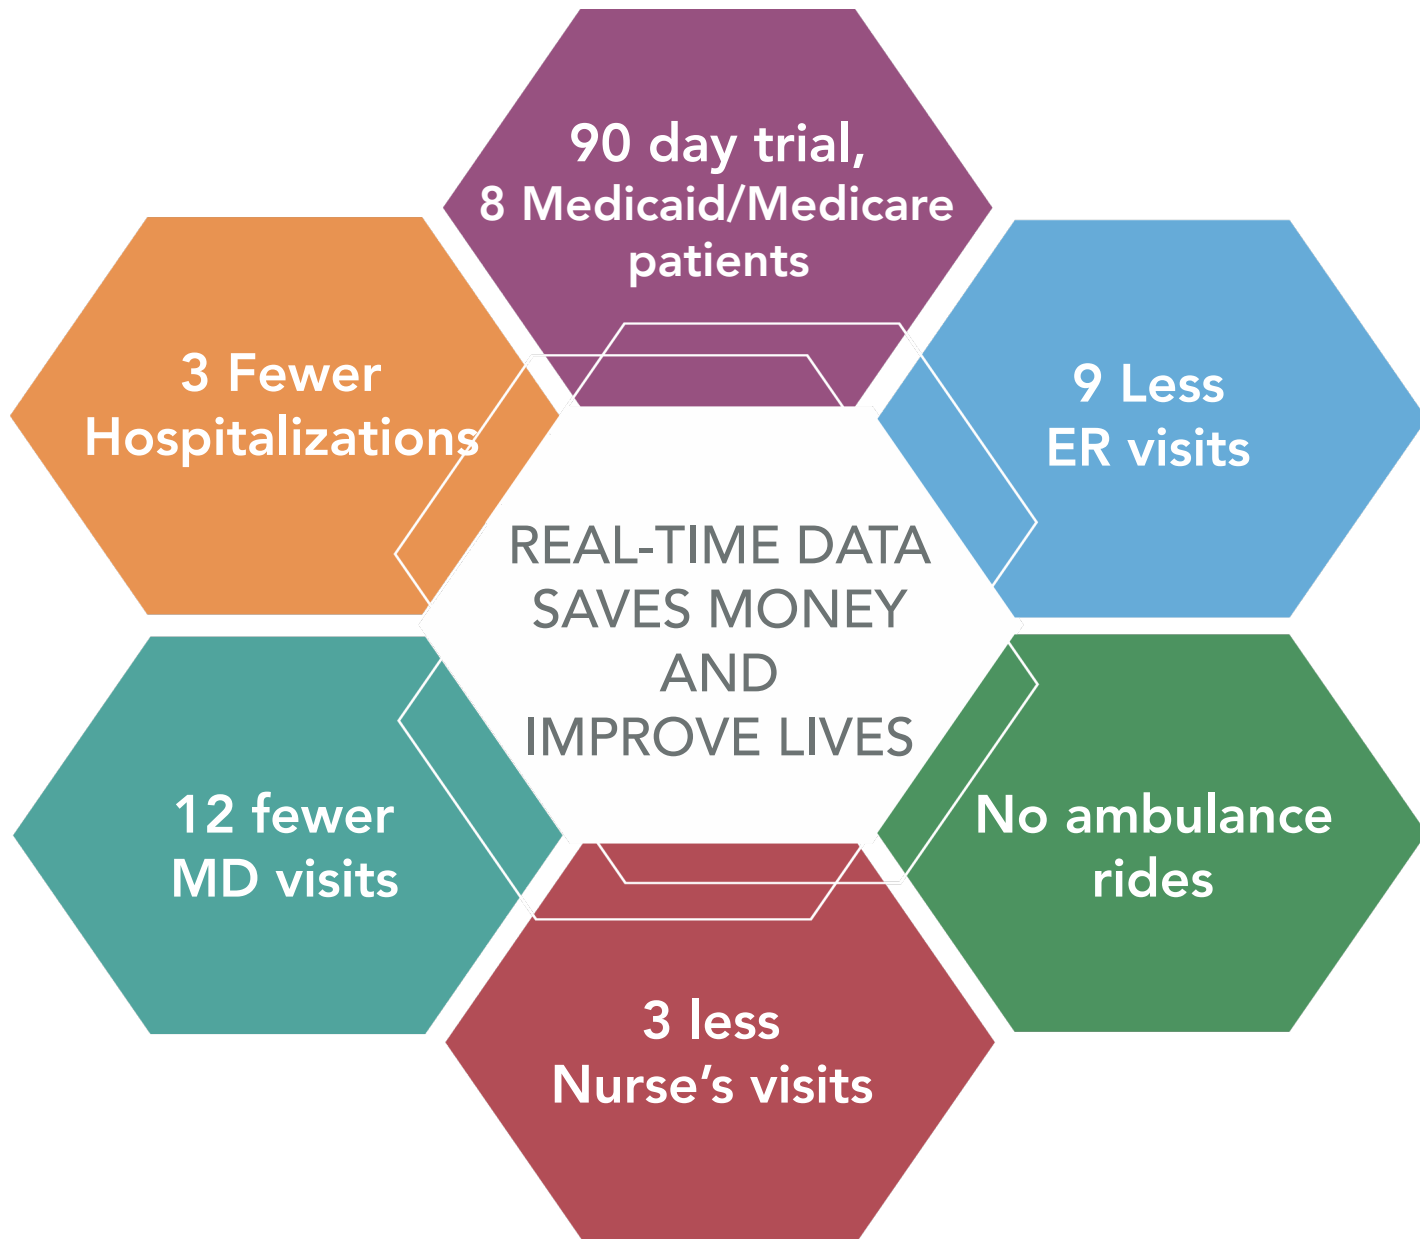 90 day trial,
8 Medicaid/Medicare
patients
9 Less
ER visits
No ambulance
rides
3 less
Nurse’s visits
12 fewer
MD visits
3 Fewer
Hospitalizations
REAL-TIME DATA
SAVES MONEY
AND
IMPROVE LIVES